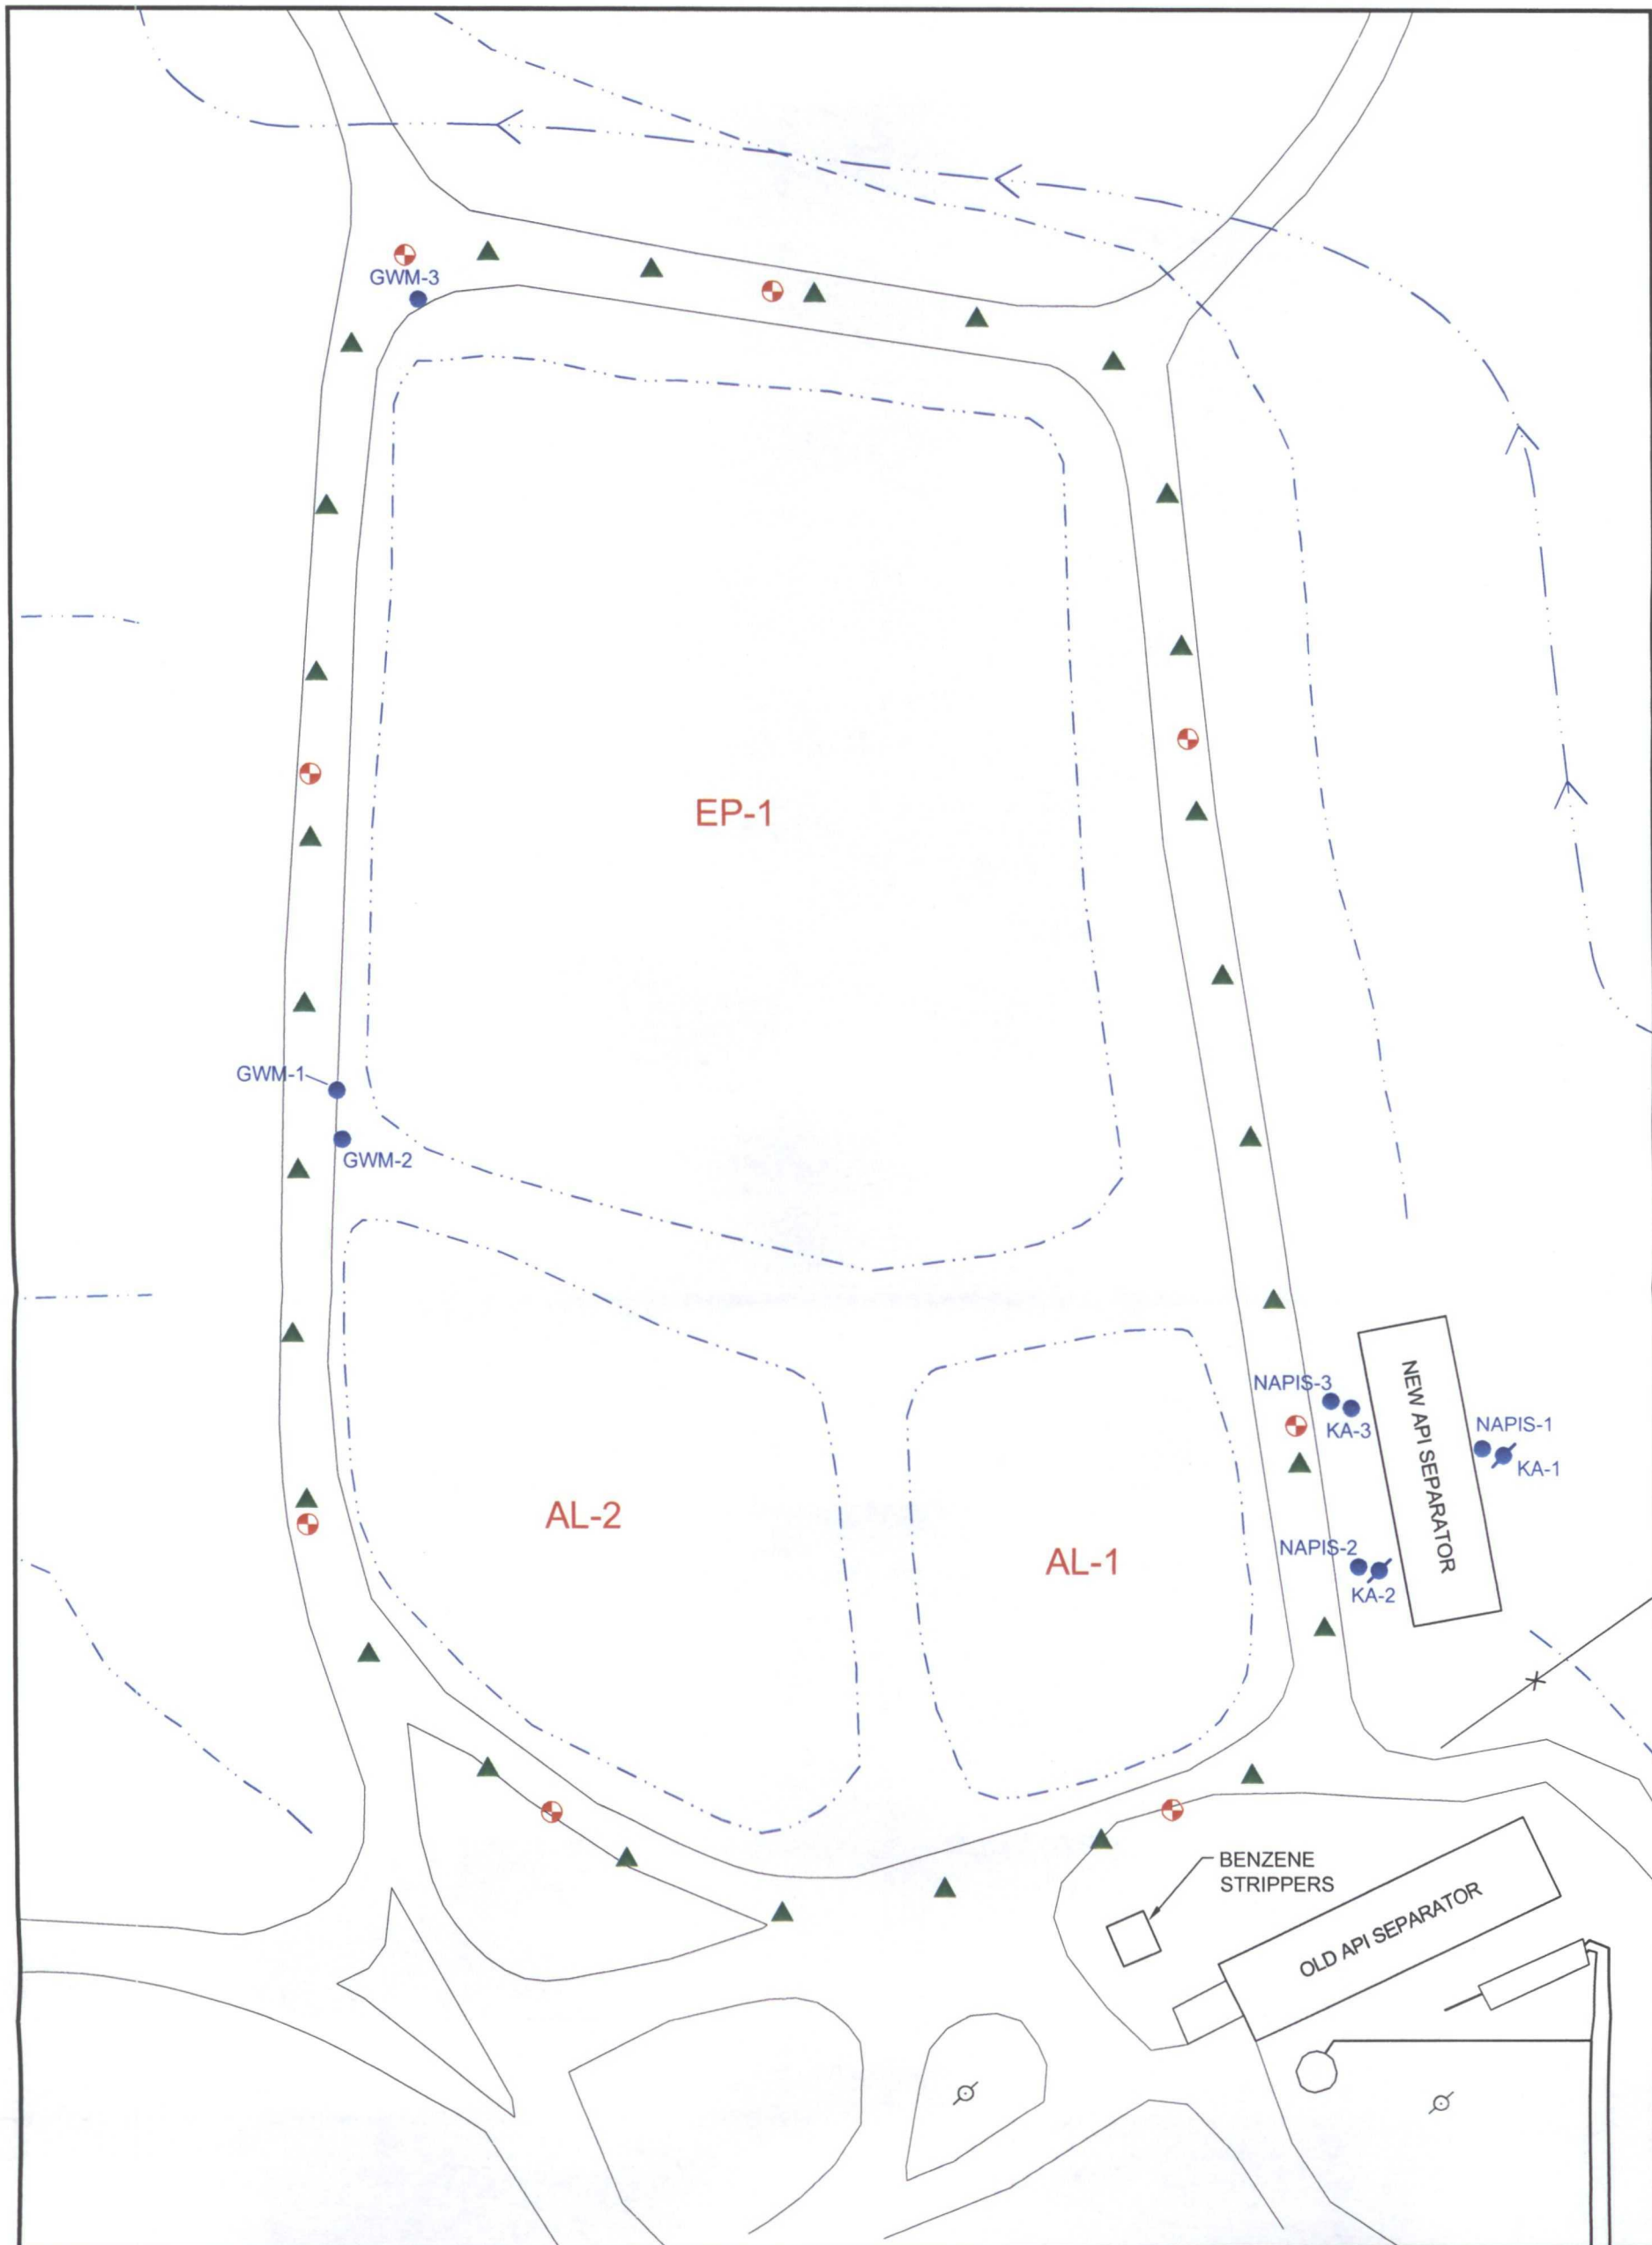 GWM-3
EP-1
GWM-1
GWM-2
NAPIS-3
KA-3
NEW API SEPARATOR
NAPIS-1
KA-1
AL-2
AL-1
NAPIS-2
KA-2
BENZENE
STRIPPERS
OLD API SEPARATOR